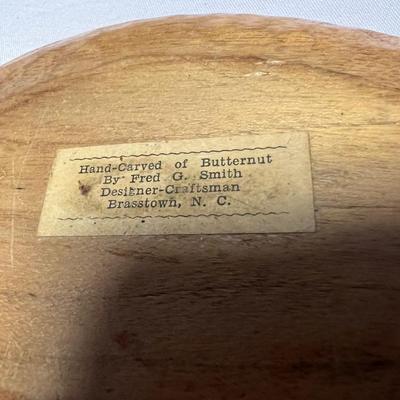 Hand-Carved of Butternut
By Fred G. Smith
Designer-Craftsman
Brasstown, N. C.